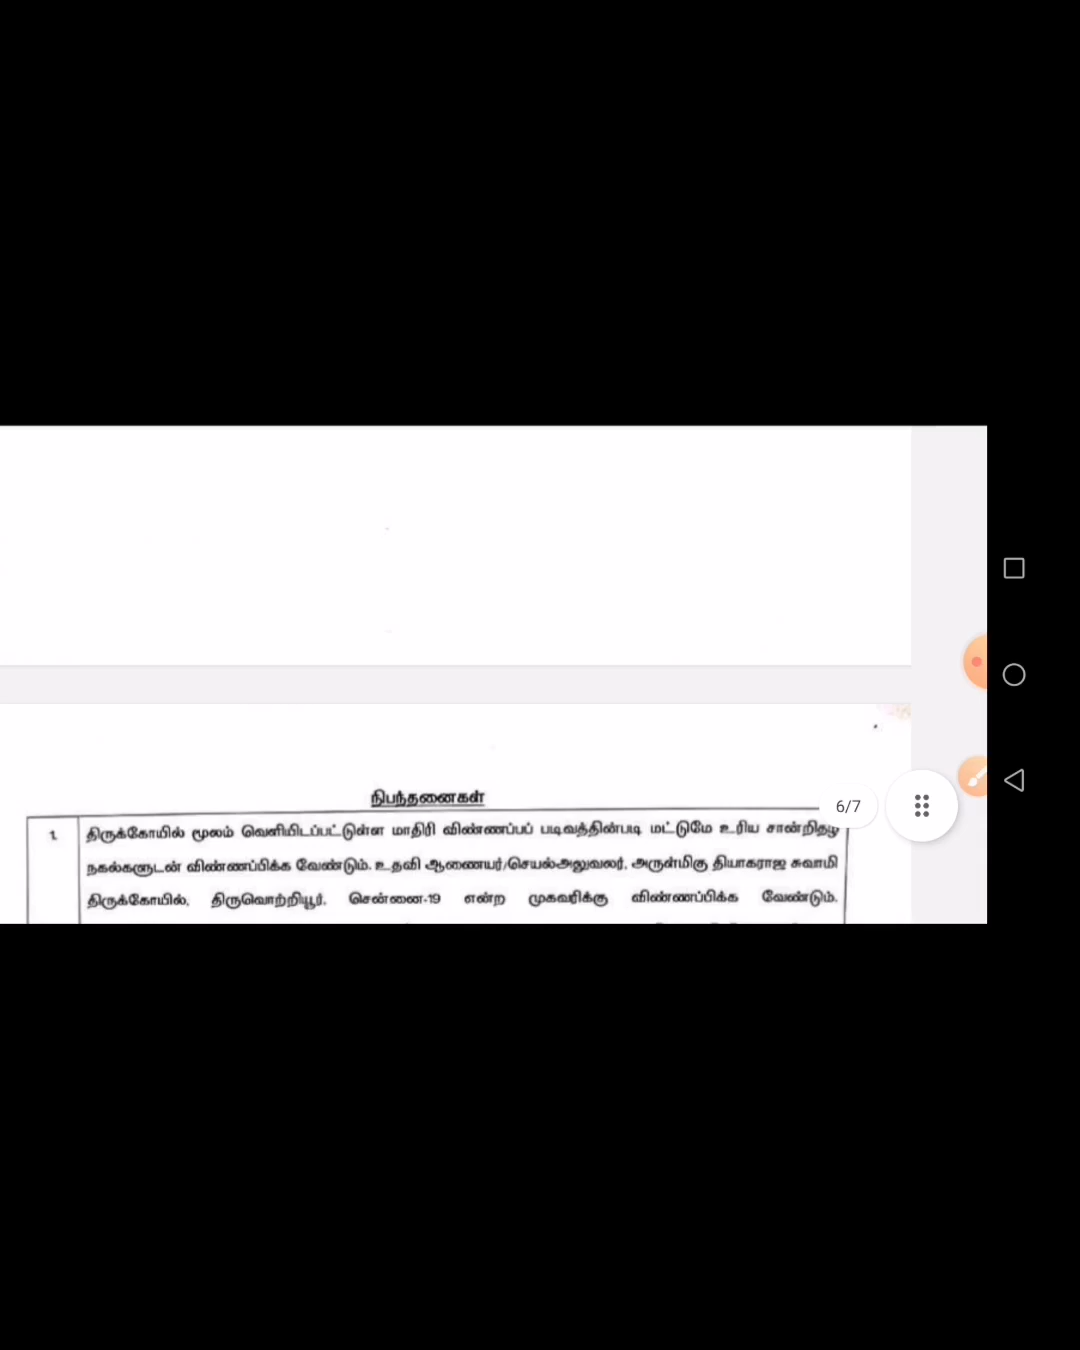 நிபந்தனைகள்
6/7
1. திருக்கோயில் மூலம் வெளியிடப்பட்டுள்ள மாதிரி விண்ணப்பப் படிவத்தின்படி மட்டுமே உரிய சான்றிதழ்
நகல்களுடன் விண்ணப்பிக்க வேண்டும். உதவி ஆணையர்/செயல்அலுவலர், அருள்மிகு தியாகராஜ சுவாமி
திருக்கோயில், திருவொற்றியூர், சென்னை-19 என்ற முகவரிக்கு விண்ணப்பிக்க வேண்டும்.